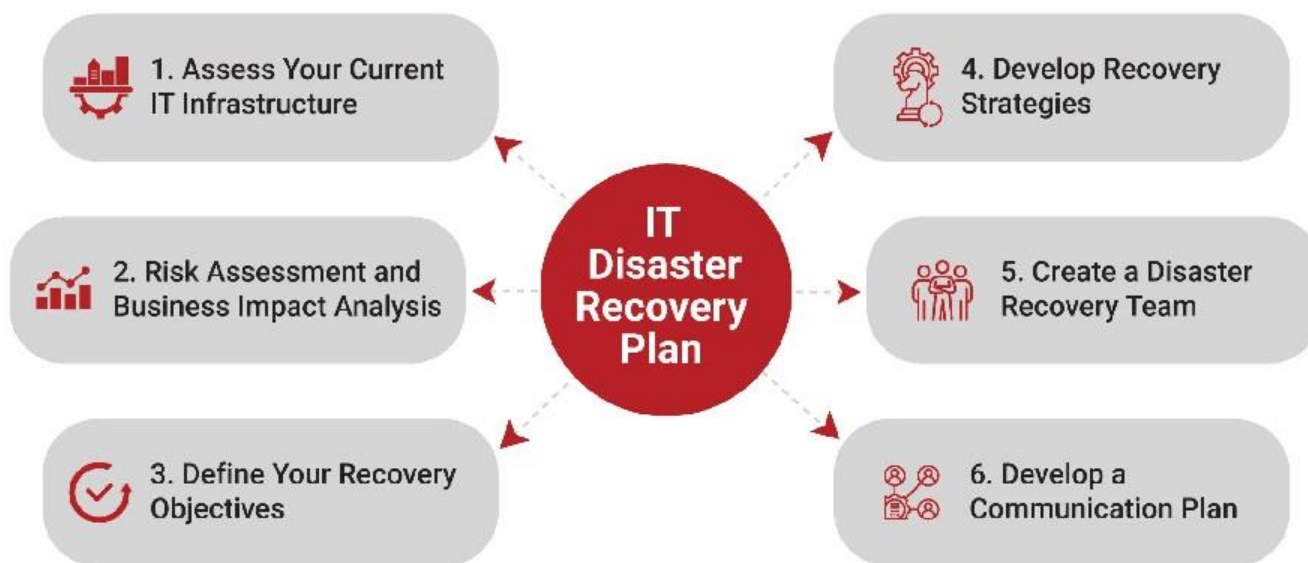 1. Assess Your Current
IT Infrastructure
2. Risk Assessment and
Business Impact Analysis
3. Define Your Recovery
Objectives
IT
Disaster
Recovery
Plan
4. Develop Recovery
Strategies
5. Create a Disaster
Recovery Team
6. Develop a
Communication Plan